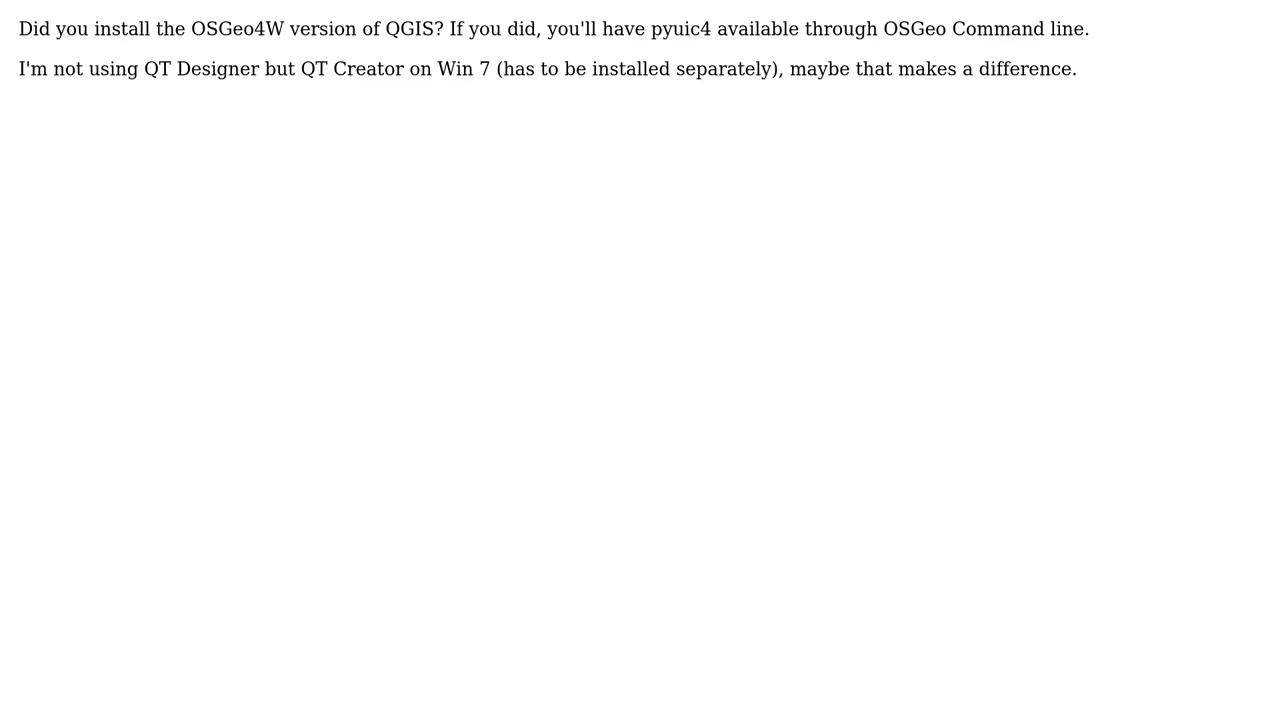 Did you install the OSGeo4W version of QGIS? If you did, you'll have pyuic4 available through OSGeo Command line.
I'm not using QT Designer but QT Creator on Win 7 (has to be installed separately), maybe that makes a difference.